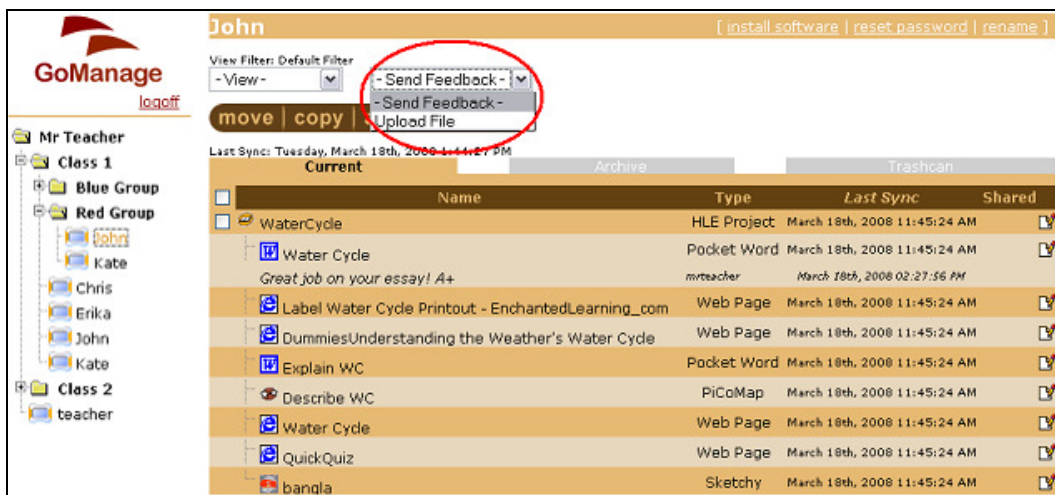 GoManage
logoff
Mr Teacher
Class 1
Blue Group
Red Group
John
Kate
Chris
Erika
John
Kate
Class 2
teacher
John [ install software | reset password | rename ]
View Filter: Default Filter
-View- -Send Feedback-
-Send Feedback-
Upload File
move | copy |
Last Sync: Tuesday, March 18th, 2008 1:44:27 PM
Current Archive Trashcan
Name Type Last Sync Shared
WaterCycle HLE Project March 18th, 2008 11:45:24 AM
Water Cycle Pocket Word March 18th, 2008 11:45:24 AM
Great job on your essay! A+ mrteacher March 18th, 2008 02:27:56 PM
Label Water Cycle Printout - EnchantedLearning_com Web Page March 18th, 2008 11:45:24 AM
DummiesUnderstanding the Weather's Water Cycle Web Page March 18th, 2008 11:45:24 AM
Explain WC Pocket Word March 18th, 2008 11:45:24 AM
Describe WC PiCoMap March 18th, 2008 11:45:24 AM
Water Cycle Web Page March 18th, 2008 11:45:24 AM
QuickQuiz Web Page March 18th, 2008 11:45:24 AM
bangla Sketchy March 18th, 2008 11:45:24 AM